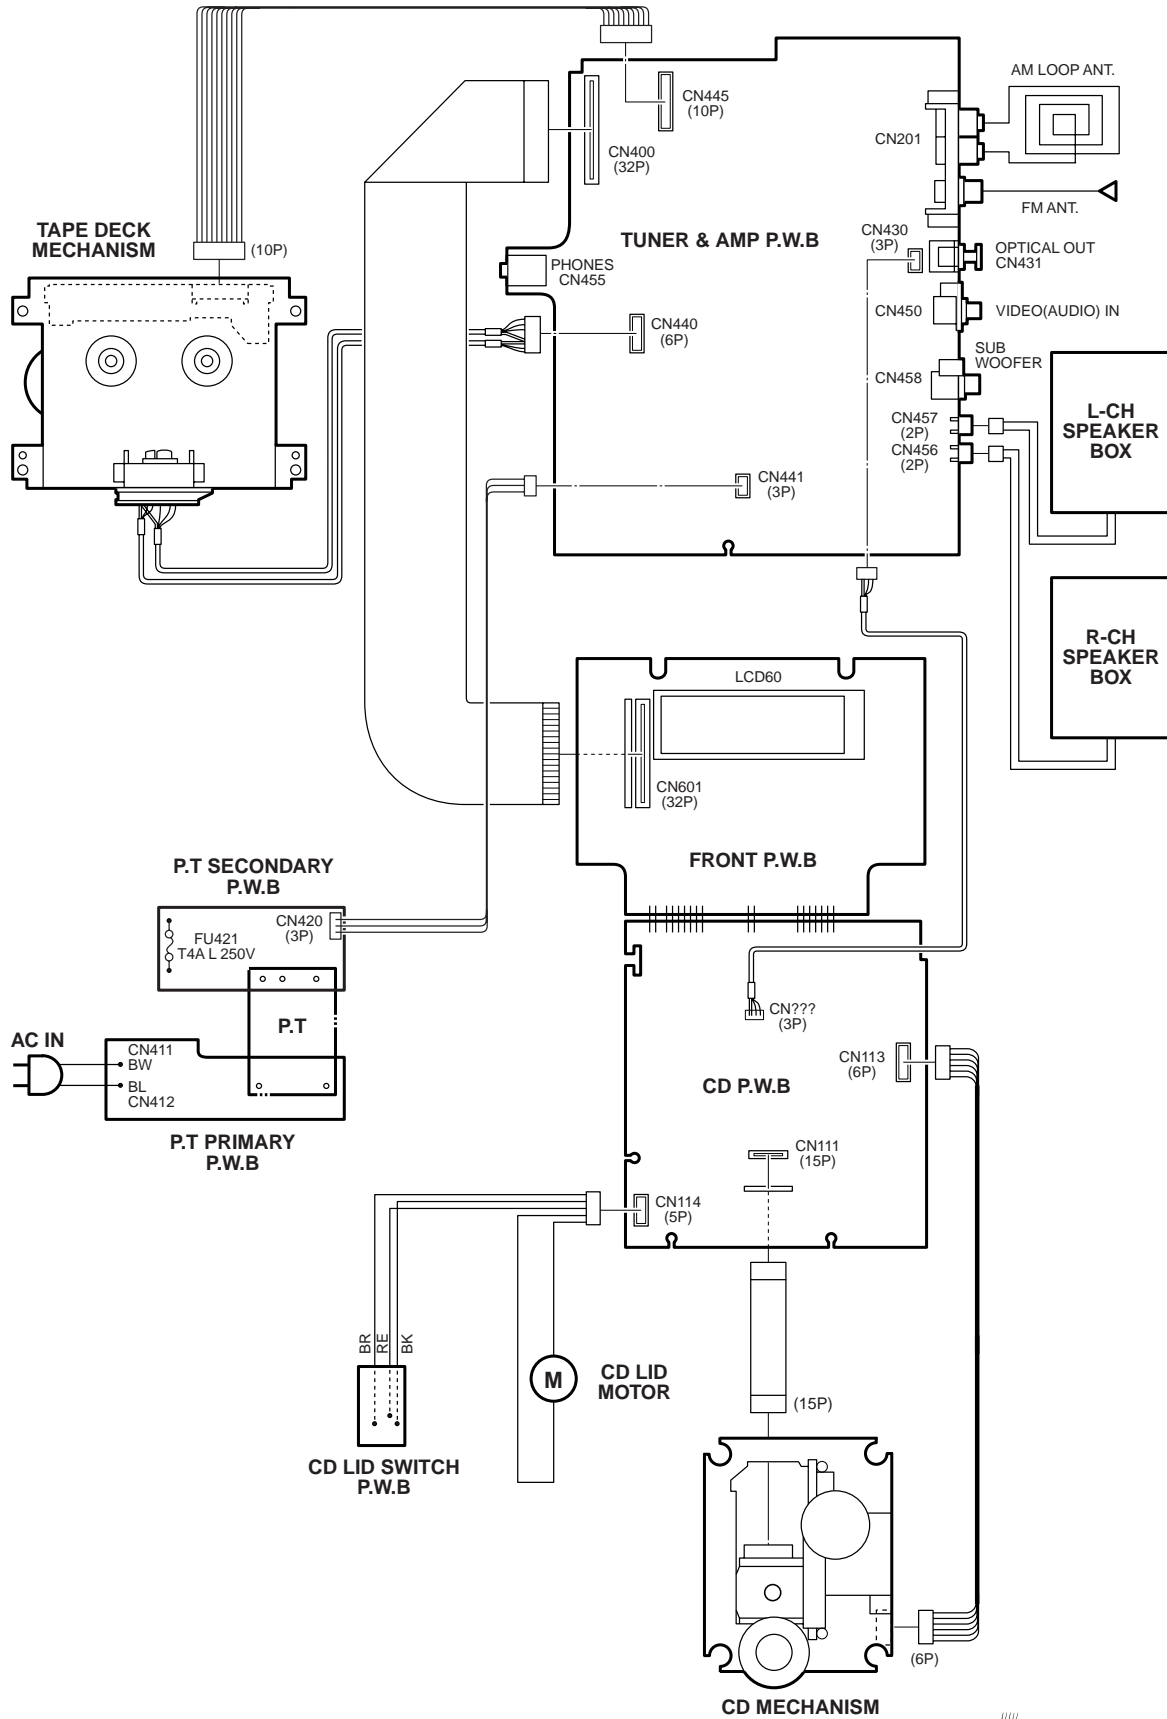 CN445
(10P)
CN400
(32P)
AM LOOP ANT.
CN201
FM ANT.
TAPE DECK
MECHANISM
(10P)
TUNER & AMP P.W.B
CN430
(3P)
OPTICAL OUT
CN431
PHONES
CN455
CN450
VIDEO(AUDIO) IN
CN440
(6P)
SUB
WOOFER
CN458
CN457
(2P)
CN456
(2P)
L-CH
SPEAKER
BOX
CN441
(3P)
R-CH
SPEAKER
BOX
LCD60
CN601
(32P)
FRONT P.W.B
P.T SECONDARY
P.W.B
CN420
(3P)
FU421
T4A L 250V
P.T
AC IN
CN411
BW
BL
CN412
P.T PRIMARY
P.W.B
CN???
(3P)
CN113
(6P)
CD P.W.B
CN111
(15P)
CN114
(5P)
BR
RE
BK
M
CD LID
MOTOR
CD LID SWITCH
P.W.B
(15P)
(6P)
CD MECHANISM